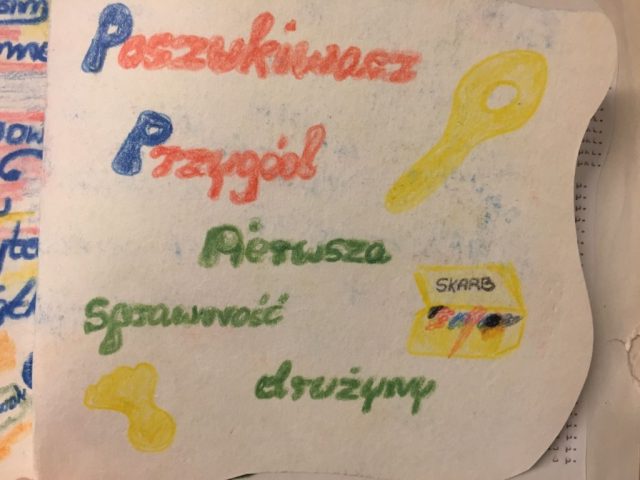 Poszukiwacz
Przygód
Pierwsza
SKARB
Sprawność
drużyny